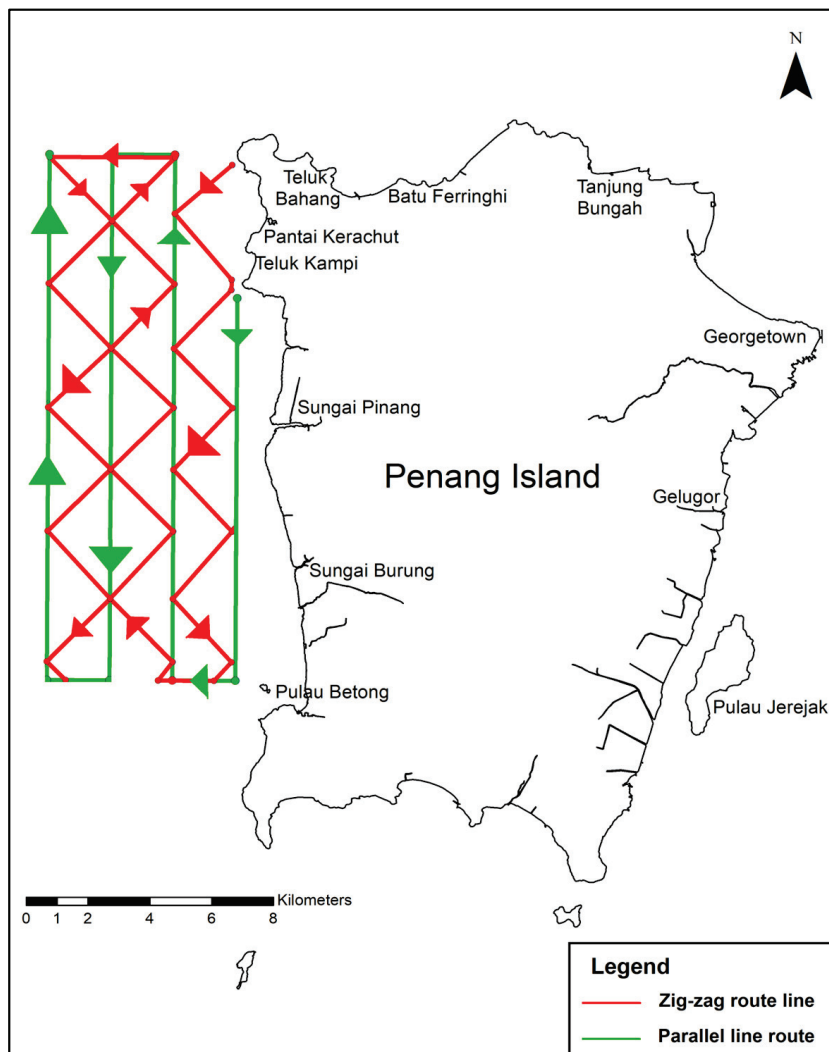 N
Teluk
Bahang
Batu Ferringhi
Tanjung
Bungah
Pantai Kerachut
Teluk Kampi
Georgetown
Sungai Pinang
Penang Island
Gelugor
Sungai Burung
Pulau Betong
Pulau Jerejak
Kilometers
0 1 2 4 6 8
Legend
Zig-zag route line
Parallel line route